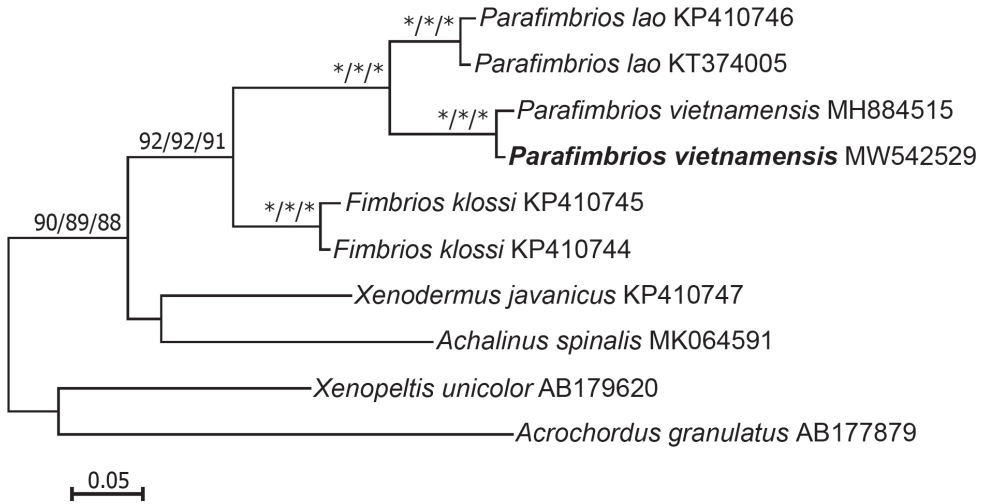 */*/* Parafimbrios lao KP410746
*/*/* Parafimbrios lao KT374005
*/*/* Parafimbrios vietnamensis MH884515
92/92/91 Parafimbrios vietnamensis MW542529
*/*/* Fimbrios klossi KP410745
90/89/88 Fimbrios klossi KP410744
Xenodermus javanicus KP410747
Achalinus spinalis MK064591
Xenopeltis unicolor AB179620
Acrochordus granulatus AB177879
0.05